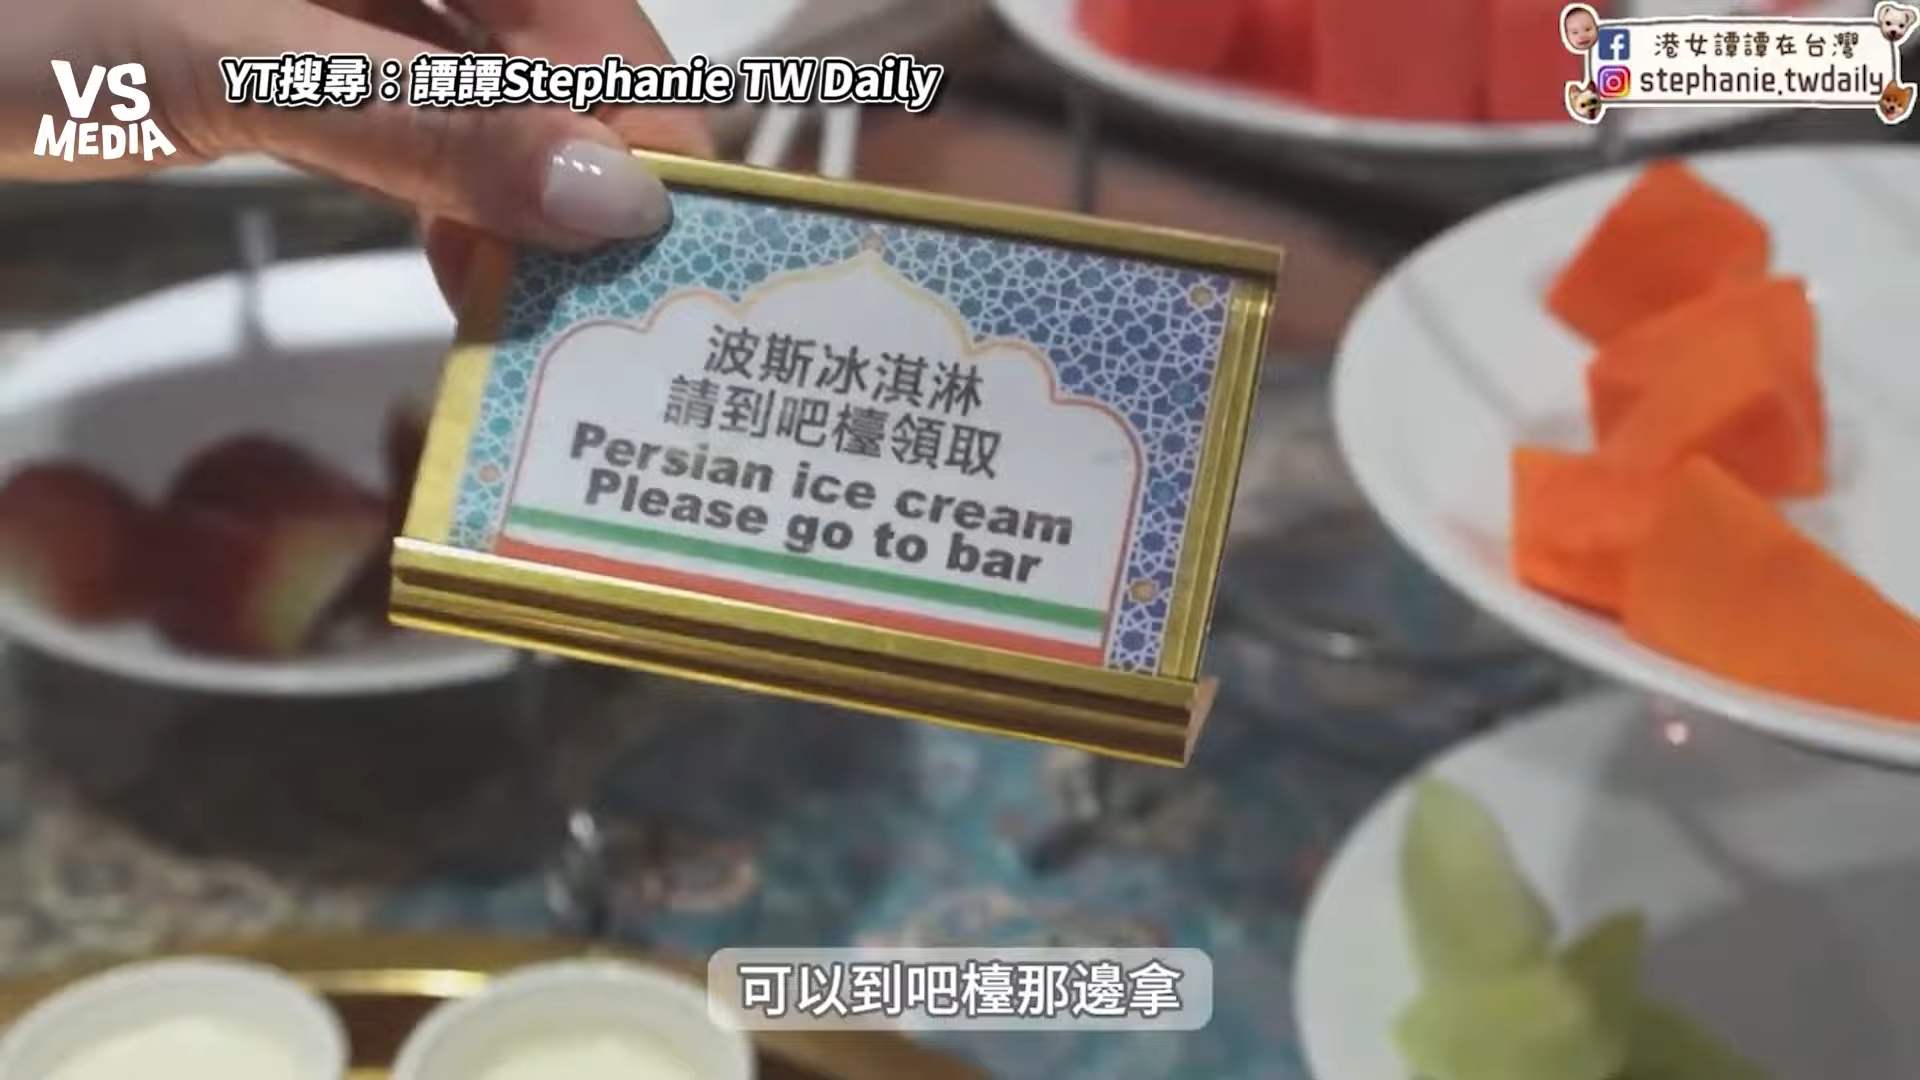 VS
MEDIA
YT搜尋：譚譚Stephanie TW Daily
港女譚譚在台灣
stephanie.twdaily
波斯冰淇淋
請到吧檯領取
Persian ice cream
Please go to bar
可以到吧檯那邊拿